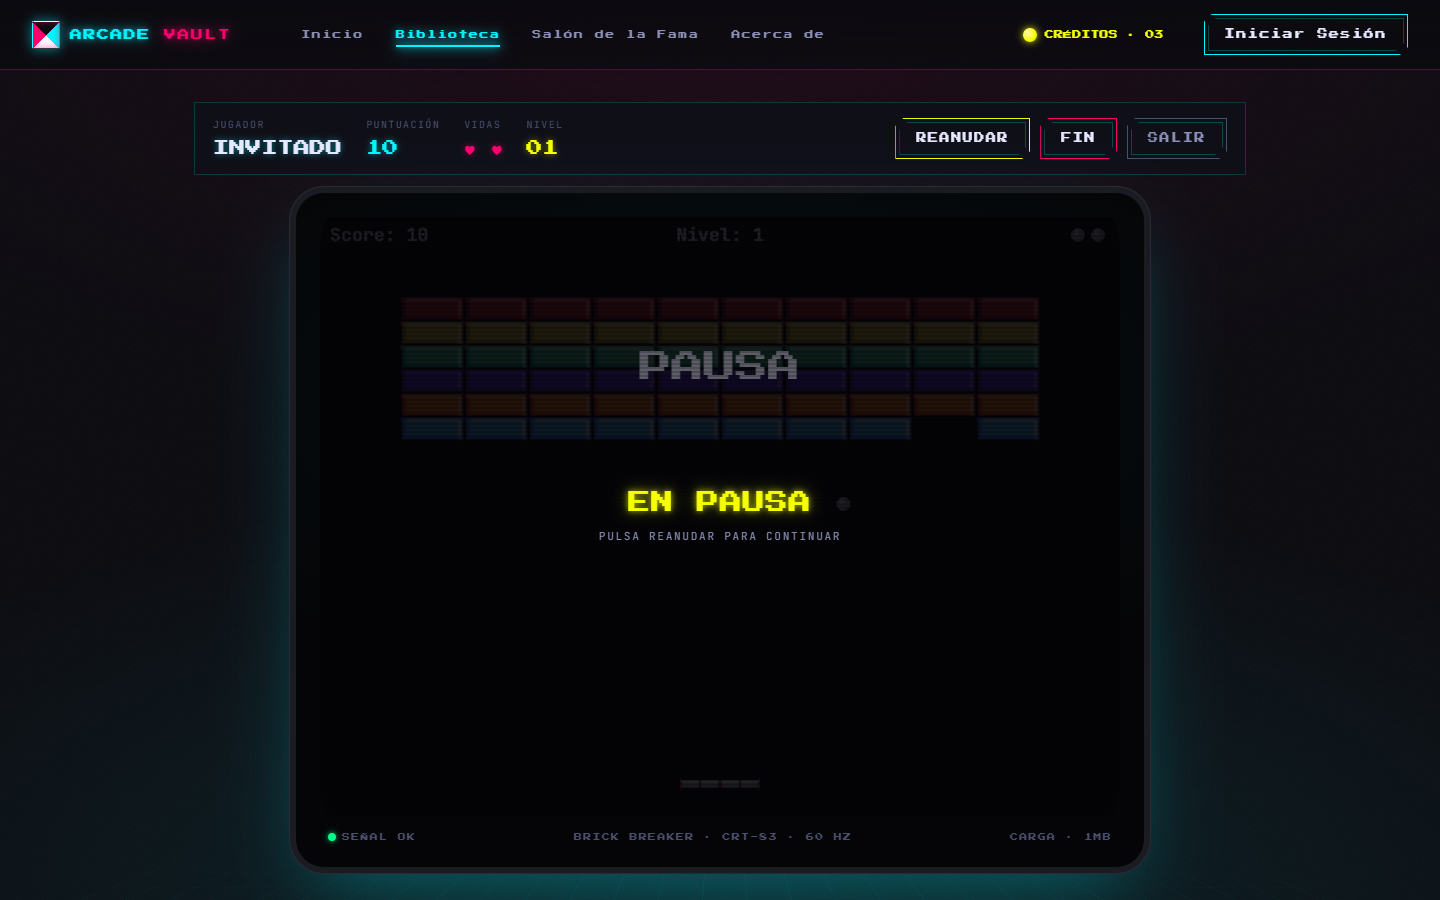 ARCADE VAULT
Inicio
Biblioteca
Salón de la Fama
Acerca de
CRéDITOS · 03
Iniciar Sesión
JUGADOR
INVITADO
PUNTUACIÓN
10
VIDAS
♥ ♥
NIVEL
01
REANUDAR
FIN
SALIR
Score: 10
Nivel: 1
PAUSA
EN PAUSA
PULSA REANUDAR PARA CONTINUAR
SEÑAL OK
BRICK BREAKER · CRT-83 · 60 HZ
CARGA · 1MB